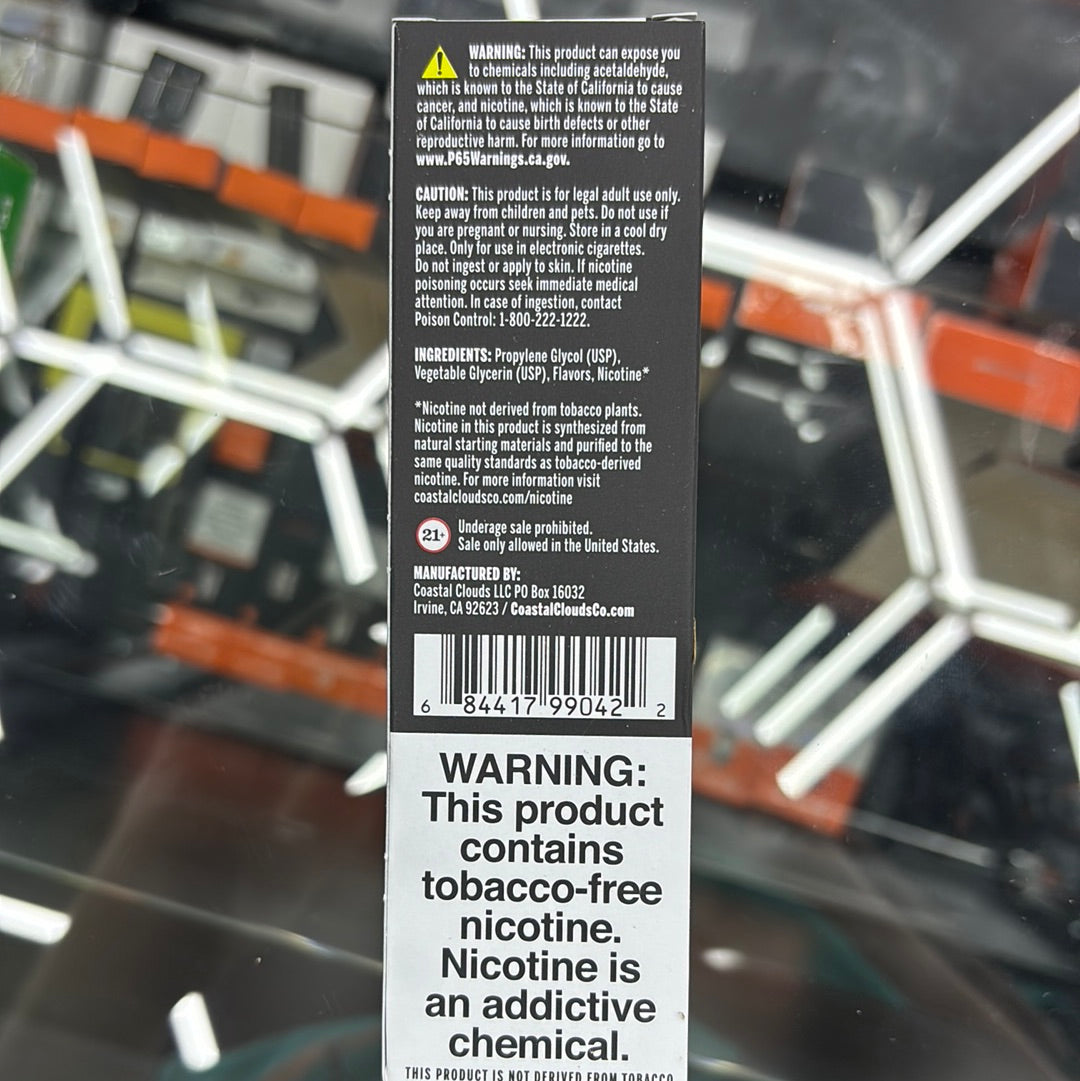 WARNING: This product can expose you
to chemicals including acetaldehyde,
which is known to the State of California to cause
cancer, and nicotine, which is known to the State
of California to cause birth defects or other
reproductive harm. For more information go to
www.P65Warnings.ca.gov.
CAUTION: This product is for legal adult use only.
Keep away from children and pets. Do not use if
you are pregnant or nursing. Store in a cool dry
place. Only for use in electronic cigarettes.
Do not ingest or apply to skin. If nicotine
poisoning occurs seek immediate medical
attention. In case of ingestion, contact
Poison Control: 1-800-222-1222.
INGREDIENTS: Propylene Glycol (USP),
Vegetable Glycerin (USP), Flavors, Nicotine*
*Nicotine not derived from tobacco plants.
Nicotine in this product is synthesized from
natural starting materials and purified to the
same quality standards as tobacco-derived
nicotine. For more information visit
coastalcloudsco.com/nicotine
21+ Underage sale prohibited.
Sale only allowed in the United States.
MANUFACTURED BY:
Coastal Clouds LLC PO Box 16032
Irvine, CA 92623 / CoastalCloudsCo.com
6 84417 99042 2
WARNING:
This product
contains
tobacco-free
nicotine.
Nicotine is
an addictive
chemical.
THIS PRODUCT IS NOT DERIVED FROM TOBACCO